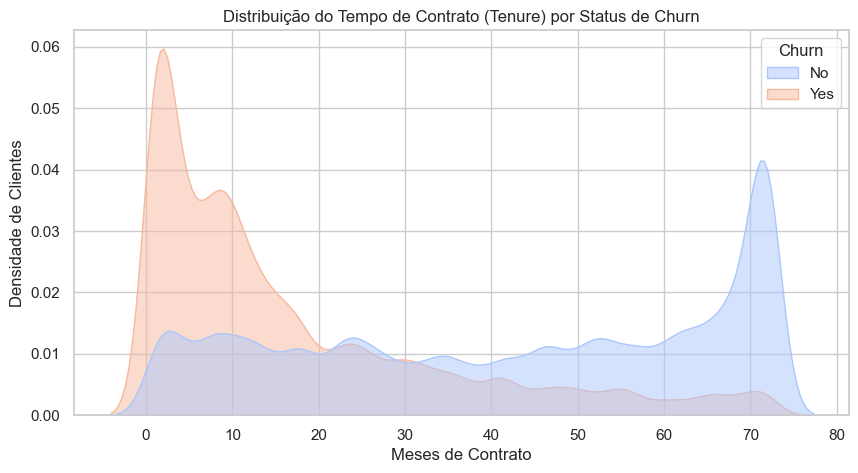 Distribuição do Tempo de Contrato (Tenure) por Status de Churn
Churn
No
Yes
Densidade de Clientes
0.06
0.05
0.04
0.03
0.02
0.01
0.00
0 10 20 30 40 50 60 70 80
Meses de Contrato